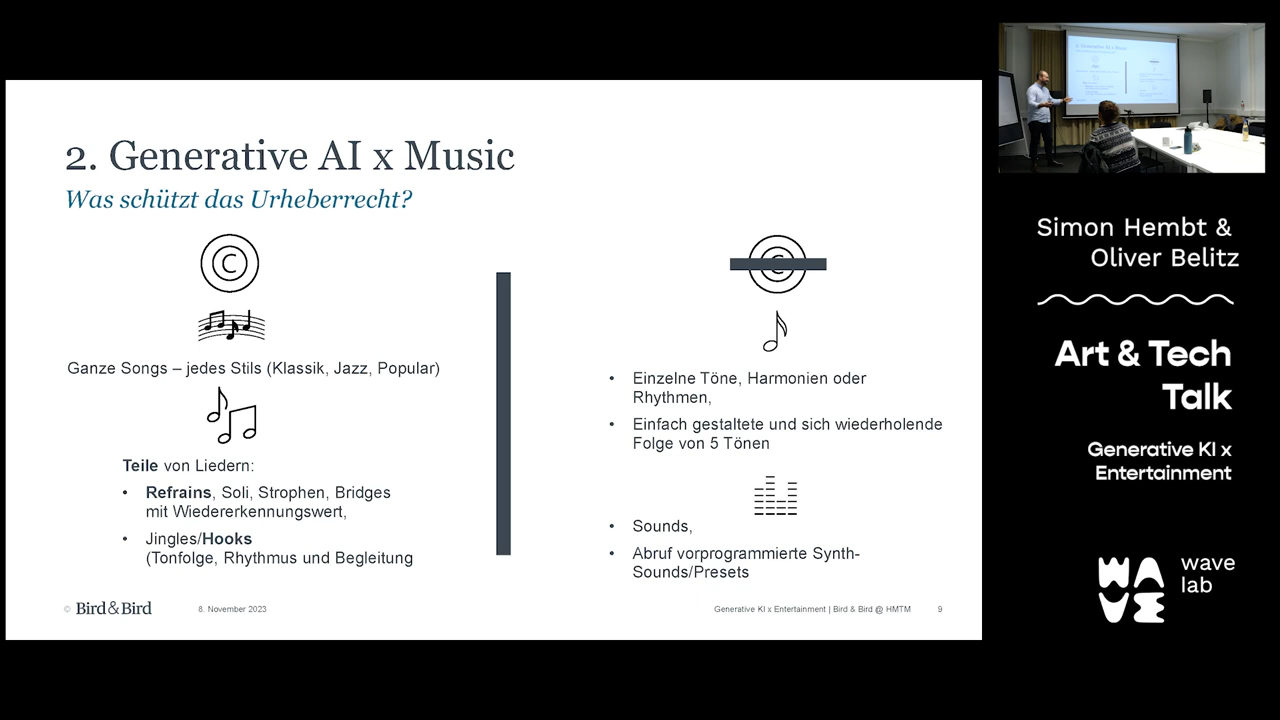 2. Generative AI x Music
Was schützt das Urheberrecht?
C
Ganze Songs – jedes Stils (Klassik, Jazz, Popular)
Teile von Liedern:
• Refrains, Soli, Strophen, Bridges
mit Wiedererkennungswert,
• Jingles/Hooks
(Tonfolge, Rhythmus und Begleitung
• Einzelne Töne, Harmonien oder
Rhythmen,
• Einfach gestaltete und sich wiederholende
Folge von 5 Tönen
• Sounds,
• Abruf vorprogrammierte Synth-
Sounds/Presets
© Bird&Bird
8. November 2023
Generative KI x Entertainment | Bird & Bird @ HMTM
9
Simon Hembt &
Oliver Belitz
Art & Tech
Talk
Generative KI x
Entertainment
WAVE
wave
lab